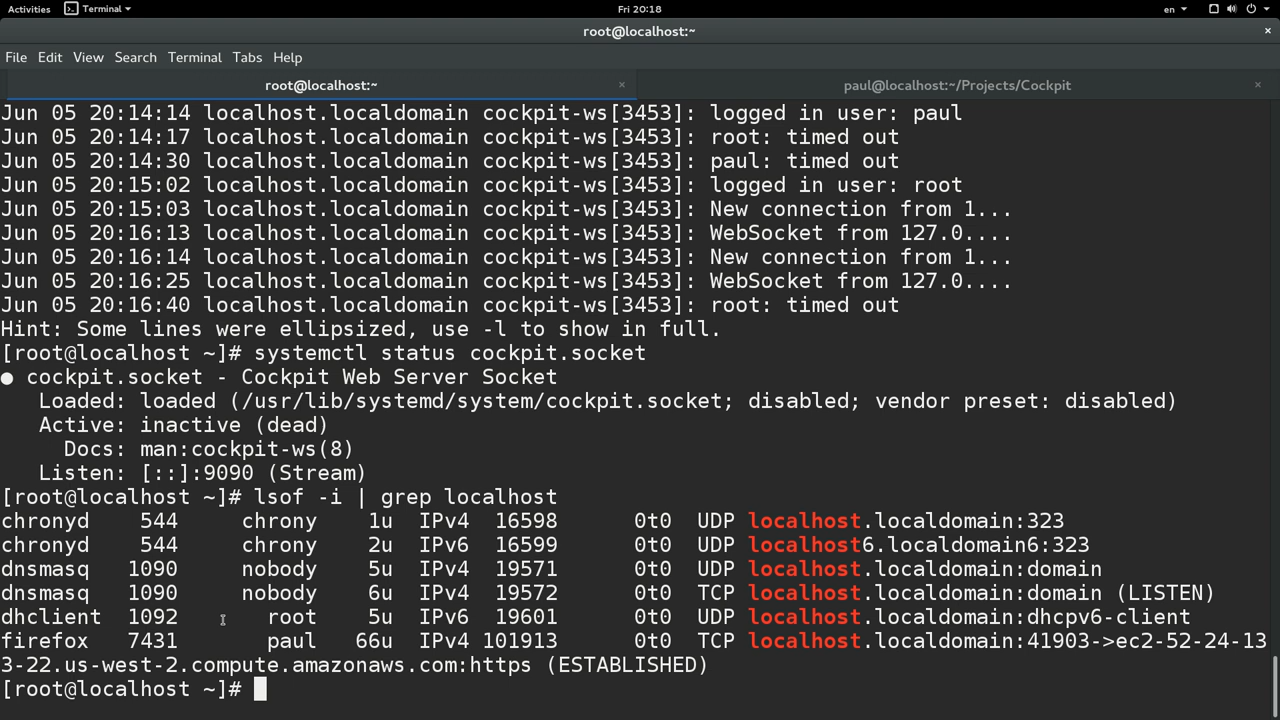 Activities Terminal Fri 20:18 en
root@localhost:~ ×
File Edit View Search Terminal Tabs Help
root@localhost:~ × paul@localhost:~/Projects/Cockpit ×
Jun 05 20:14:14 localhost.localdomain cockpit-ws[3453]: logged in user: paul
Jun 05 20:14:17 localhost.localdomain cockpit-ws[3453]: root: timed out
Jun 05 20:14:30 localhost.localdomain cockpit-ws[3453]: paul: timed out
Jun 05 20:15:02 localhost.localdomain cockpit-ws[3453]: logged in user: root
Jun 05 20:15:03 localhost.localdomain cockpit-ws[3453]: New connection from 1...
Jun 05 20:16:13 localhost.localdomain cockpit-ws[3453]: WebSocket from 127.0....
Jun 05 20:16:14 localhost.localdomain cockpit-ws[3453]: New connection from 1...
Jun 05 20:16:25 localhost.localdomain cockpit-ws[3453]: WebSocket from 127.0....
Jun 05 20:16:40 localhost.localdomain cockpit-ws[3453]: root: timed out
Hint: Some lines were ellipsized, use -l to show in full.
[root@localhost ~]# systemctl status cockpit.socket
● cockpit.socket - Cockpit Web Server Socket
   Loaded: loaded (/usr/lib/systemd/system/cockpit.socket; disabled; vendor preset: disabled)
   Active: inactive (dead)
     Docs: man:cockpit-ws(8)
   Listen: [::]:9090 (Stream)
[root@localhost ~]# lsof -i | grep localhost
chronyd   544     chrony    1u  IPv4  16598      0t0  UDP localhost.localdomain:323
chronyd   544     chrony    2u  IPv6  16599      0t0  UDP localhost6.localdomain6:323
dnsmasq   1090     nobody    5u  IPv4  19571      0t0  UDP localhost.localdomain:domain
dnsmasq   1090     nobody    6u  IPv4  19572      0t0  TCP localhost.localdomain:domain (LISTEN)
dhclient  1092       root    5u  IPv6  19601      0t0  UDP localhost.localdomain:dhcpv6-client
firefox   7431       paul   66u  IPv4 101913      0t0  TCP localhost.localdomain:41903->ec2-52-24-13
3-22.us-west-2.compute.amazonaws.com:https (ESTABLISHED)
[root@localhost ~]#